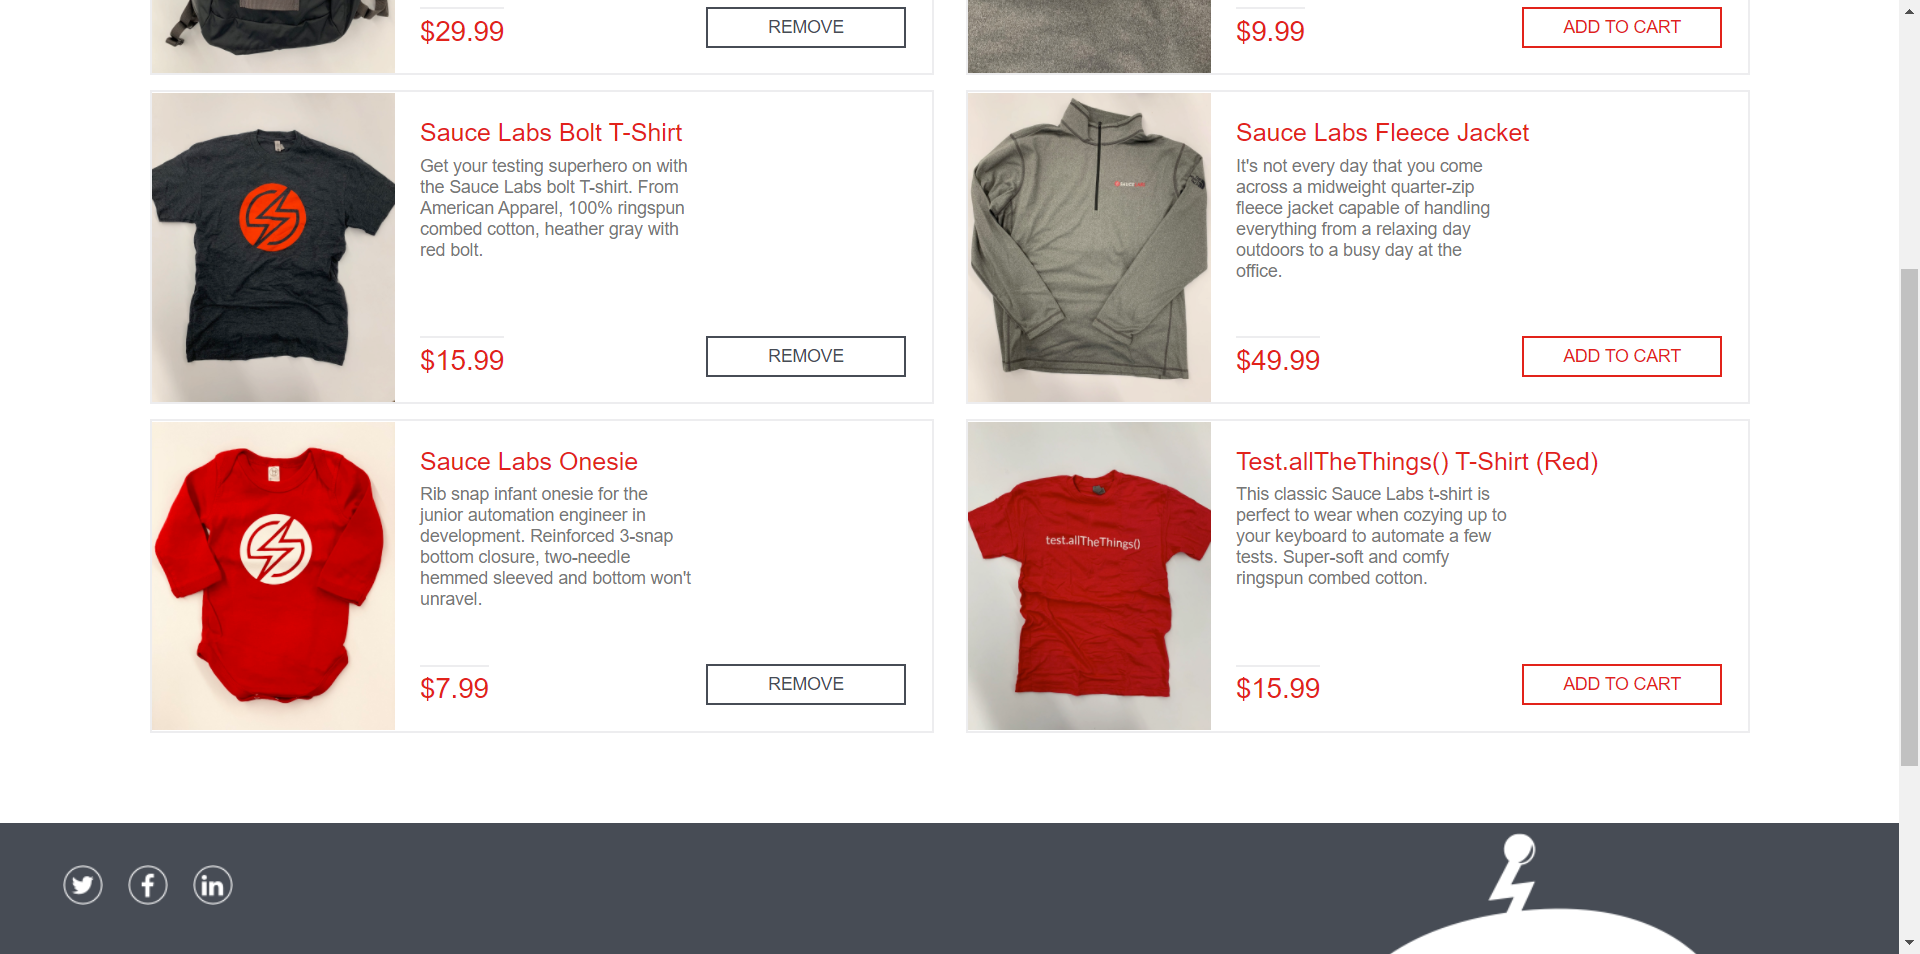 $29.99
REMOVE
$9.99
ADD TO CART
Sauce Labs Bolt T-Shirt
Get your testing superhero on with
the Sauce Labs bolt T-shirt. From
American Apparel, 100% ringspun
combed cotton, heather gray with
red bolt.
$15.99
REMOVE
Sauce Labs Fleece Jacket
It's not every day that you come
across a midweight quarter-zip
fleece jacket capable of handling
everything from a relaxing day
outdoors to a busy day at the
office.
$49.99
ADD TO CART
Sauce Labs Onesie
Rib snap infant onesie for the
junior automation engineer in
development. Reinforced 3-snap
bottom closure, two-needle
hemmed sleeved and bottom won't
unravel.
$7.99
REMOVE
test.allTheThings()
Test.allTheThings() T-Shirt (Red)
This classic Sauce Labs t-shirt is
perfect to wear when cozying up to
your keyboard to automate a few
tests. Super-soft and comfy
ringspun combed cotton.
$15.99
ADD TO CART